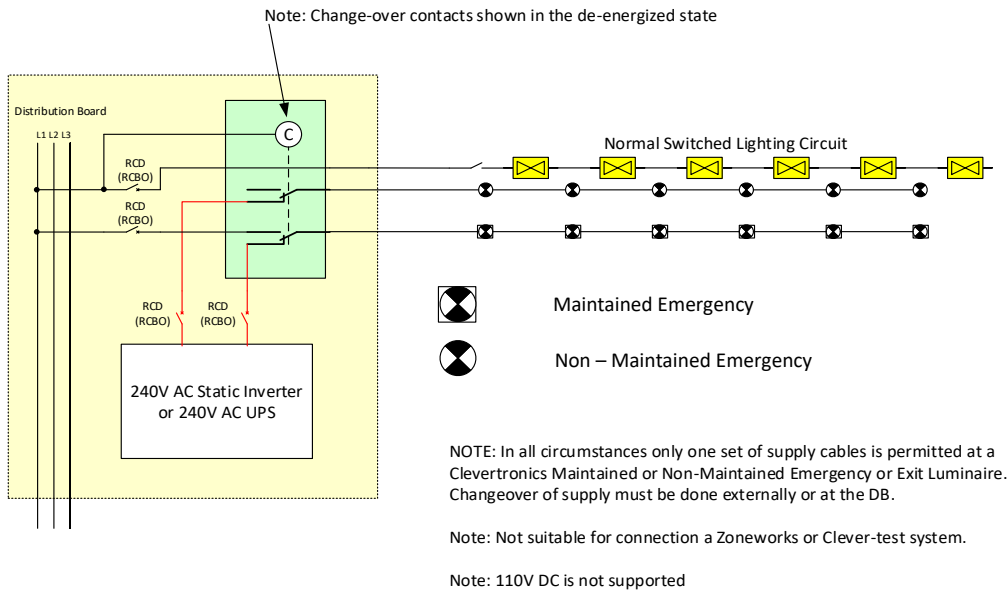 Note: Change-over contacts shown in the de-energized state
Distribution Board
L1 L2 L3
C
RCD
(RCBO)
Normal Switched Lighting Circuit
RCD
(RCBO)
RCD
(RCBO)
RCD
(RCBO)
Maintained Emergency
Non – Maintained Emergency
240V AC Static Inverter
or 240V AC UPS
NOTE: In all circumstances only one set of supply cables is permitted at a
Clevertronics Maintained or Non-Maintained Emergency or Exit Luminaire.
Changeover of supply must be done externally or at the DB.
Note: Not suitable for connection a Zoneworks or Clever-test system.
Note: 110V DC is not supported